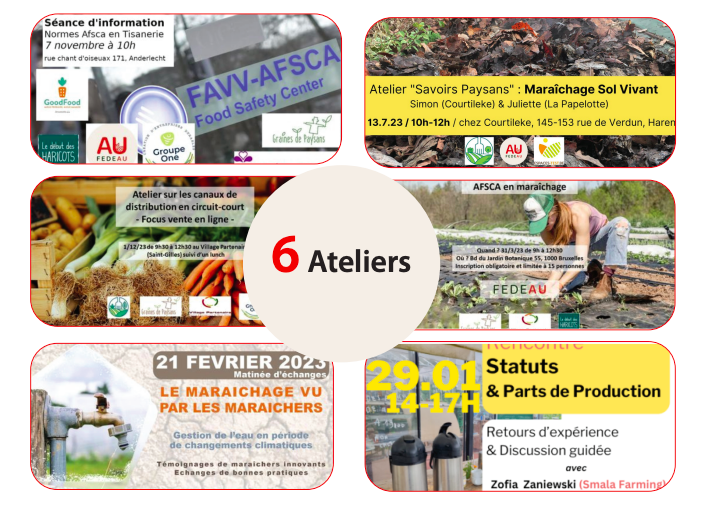 Séance d'information
Normes Afsca en Tisanerie
7 novembre à 10h
rue chant d'oiseuax 171, Anderlecht
FAVV-AFSCA
Food Safety Center
GoodFood
Le début des
HARICOTS
AU
FEDEAU
Groupe
One
Graines de Paysans
Atelier "Savoirs Paysans" : Maraîchage Sol Vivant
Simon (Courtileke) & Juliette (La Papelotte)
13.7.23 / 10h-12h / chez Courtileke, 145-153 rue de Verdun, Haren
AU
FEDEAU
Atelier sur les canaux de
distribution en circuit-court
- Focus vente en ligne -
1/12/23 de 9h30 à 12h30 au Village Partenair
(Saint-Gilles) suivi d'un lunch
Graines de Paysans
Village Partenaire
6 Ateliers
AFSCA en maraîchage
Quand ? 31/3/23 de 9h à 12h30
Où ? Bd du Jardin Botanique 55, 1000 Bruxelles
Inscription obligatoire et limitée à 15 personnes
FEDEAU
Le début des
HARICOTS
21 FEVRIER 2023
Matinée d'échanges
LE MARAICHAGE VU
PAR LES MARAICHERS
Gestion de l'eau en période
de changements climatiques
Témoignages de maraichers innovants
Echanges de bonnes pratiques
Rencontre
29.01
14-17H
Statuts
& Parts de Production
Retours d'expérience
& Discussion guidée
avec
Zofia Zaniewski (Smala Farming)